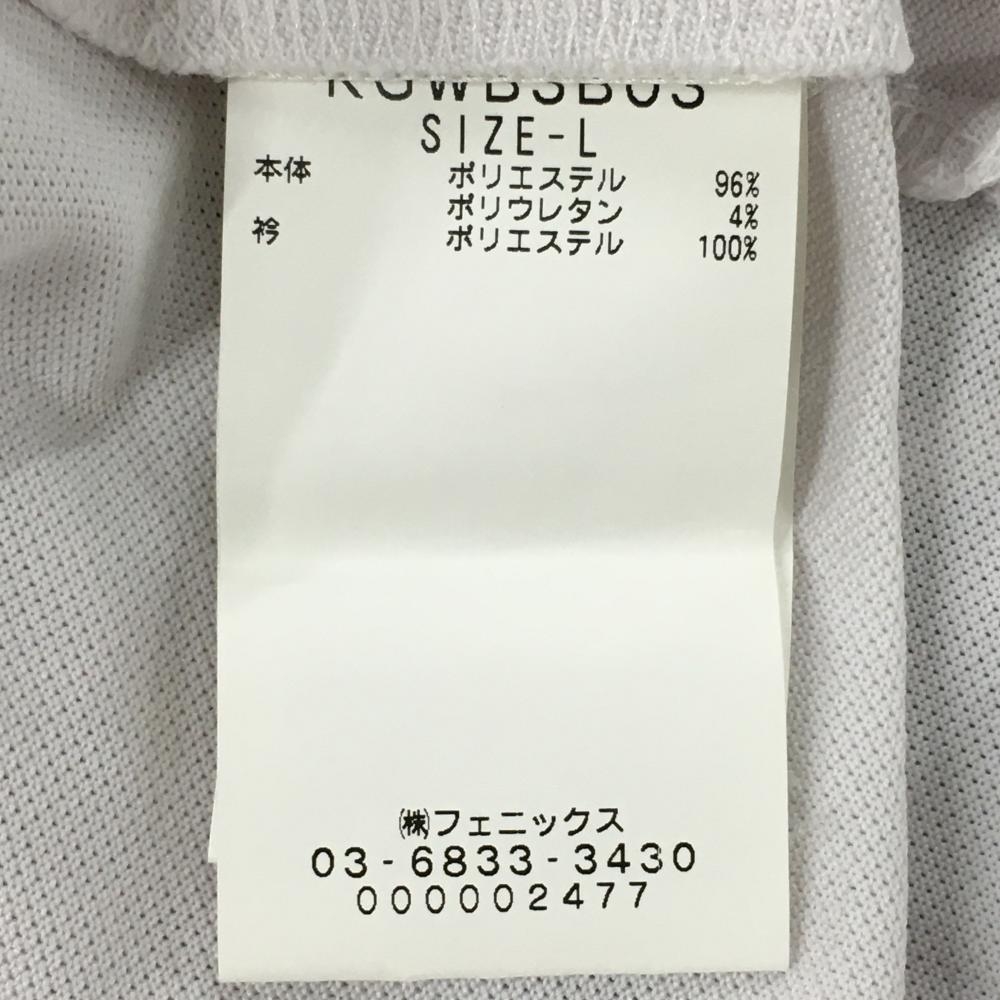 KGWB3B03
SIZE-L
本体 ポリエステル 96%
ポリウレタン 4%
衿 ポリエステル 100%
㈱フェニックス
03-6833-3430
000002477